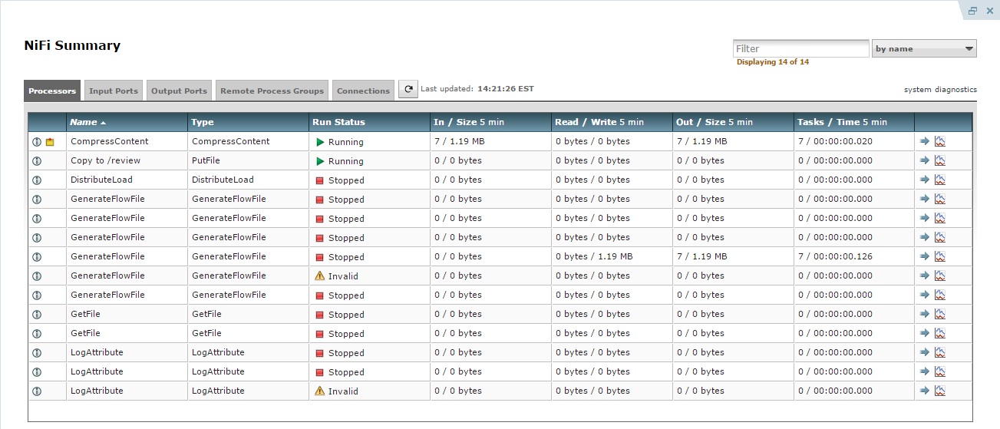 NiFi Summary
Filter
by name
Displaying 14 of 14
Processors Input Ports Output Ports Remote Process Groups Connections Last updated: 14:21:26 EST system diagnostics
Name Type Run Status In / Size 5 min Read / Write 5 min Out / Size 5 min Tasks / Time 5 min
CompressContent CompressContent Running 7 / 1.19 MB 0 bytes / 0 bytes 7 / 1.19 MB 7 / 00:00:00.020
Copy to /review PutFile Running 0 / 0 bytes 0 bytes / 0 bytes 0 / 0 bytes 0 / 00:00:00.000
DistributeLoad DistributeLoad Stopped 0 / 0 bytes 0 bytes / 0 bytes 0 / 0 bytes 0 / 00:00:00.000
GenerateFlowFile GenerateFlowFile Stopped 0 / 0 bytes 0 bytes / 0 bytes 0 / 0 bytes 0 / 00:00:00.000
GenerateFlowFile GenerateFlowFile Stopped 0 / 0 bytes 0 bytes / 0 bytes 0 / 0 bytes 0 / 00:00:00.000
GenerateFlowFile GenerateFlowFile Stopped 0 / 0 bytes 0 bytes / 0 bytes 0 / 0 bytes 0 / 00:00:00.000
GenerateFlowFile GenerateFlowFile Stopped 0 / 0 bytes 0 bytes / 1.19 MB 7 / 1.19 MB 7 / 00:00:00.126
GenerateFlowFile GenerateFlowFile Invalid 0 / 0 bytes 0 bytes / 0 bytes 0 / 0 bytes 0 / 00:00:00.000
GenerateFlowFile GenerateFlowFile Stopped 0 / 0 bytes 0 bytes / 0 bytes 0 / 0 bytes 0 / 00:00:00.000
GetFile GetFile Stopped 0 / 0 bytes 0 bytes / 0 bytes 0 / 0 bytes 0 / 00:00:00.000
GetFile GetFile Stopped 0 / 0 bytes 0 bytes / 0 bytes 0 / 0 bytes 0 / 00:00:00.000
LogAttribute LogAttribute Stopped 0 / 0 bytes 0 bytes / 0 bytes 0 / 0 bytes 0 / 00:00:00.000
LogAttribute LogAttribute Stopped 0 / 0 bytes 0 bytes / 0 bytes 0 / 0 bytes 0 / 00:00:00.000
LogAttribute LogAttribute Invalid 0 / 0 bytes 0 bytes / 0 bytes 0 / 0 bytes 0 / 00:00:00.000